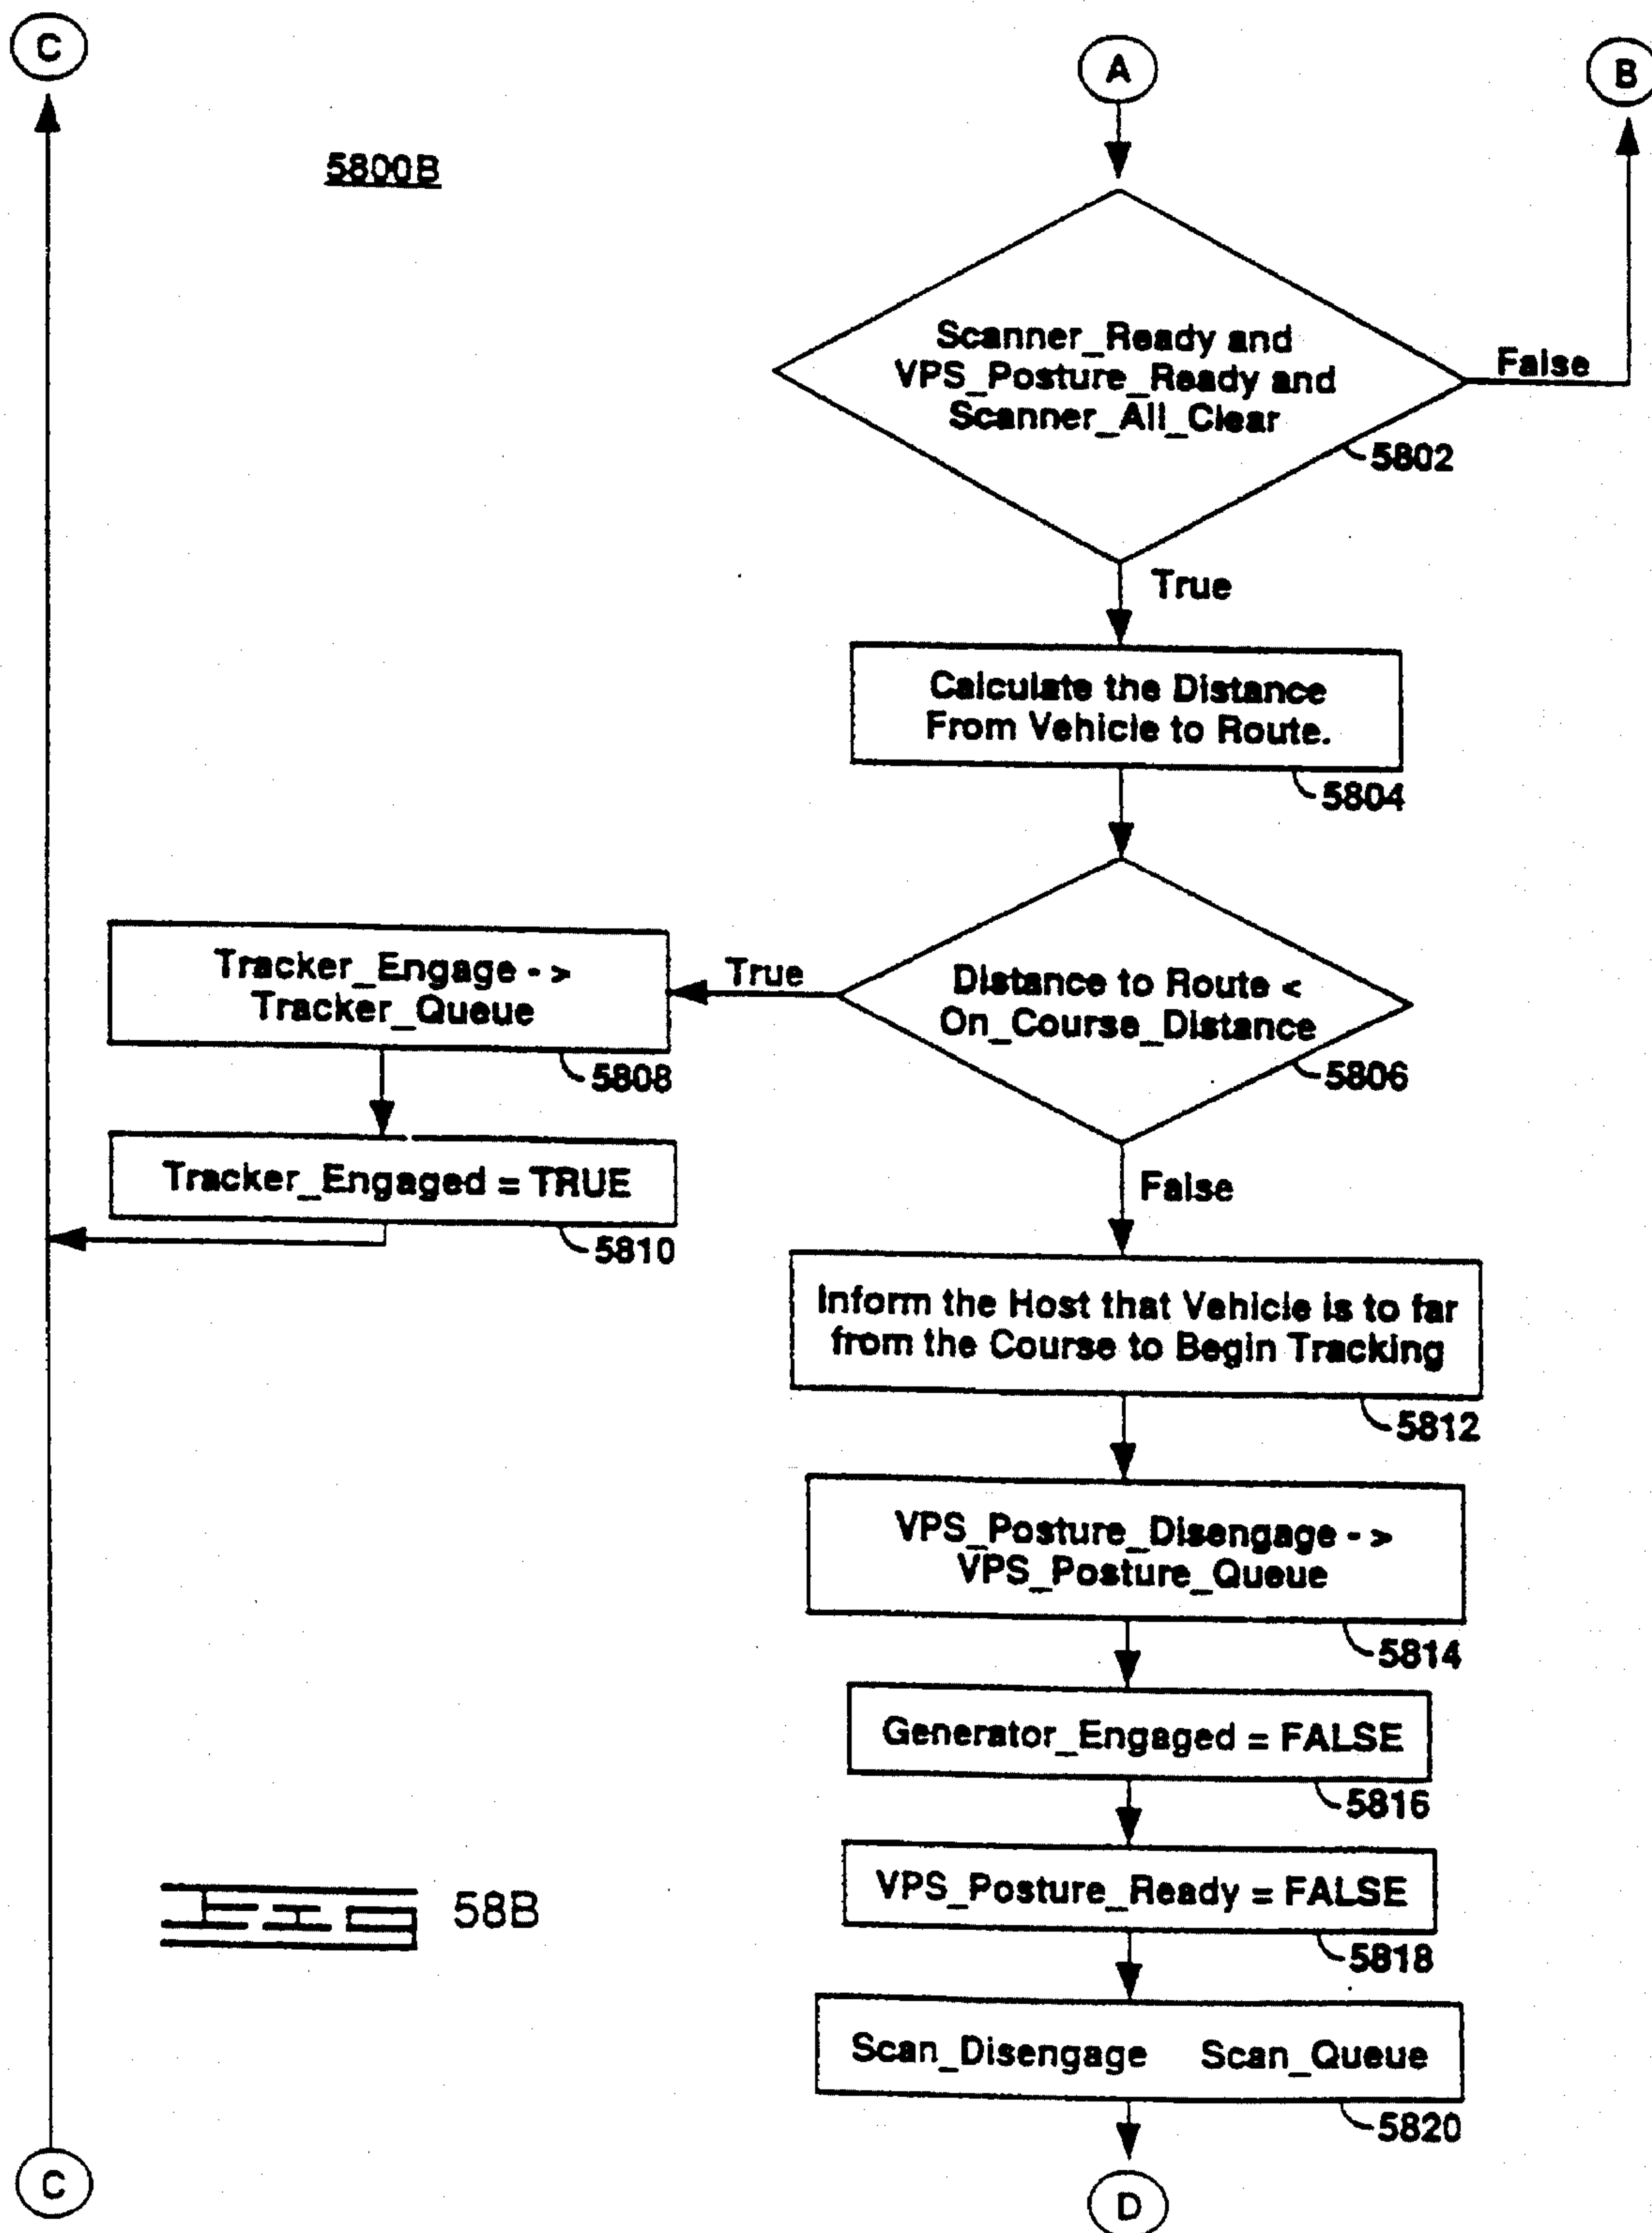 C
A
B
5800B
Scanner_Ready and
VPS_Posture_Ready and
Scanner_All_Clear
False
5802
True
Calculate the Distance
From Vehicle to Route.
5804
Distance to Route <
On_Course_Distance
5806
True
Tracker_Engage - >
Tracker_Queue
5808
Tracker_Engaged = TRUE
5810
False
Inform the Host that Vehicle is to far
from the Course to Begin Tracking
5812
VPS_Posture_Disengage - >
VPS_Posture_Queue
5814
Generator_Engaged = FALSE
5816
VPS_Posture_Ready = FALSE
5818
Scan_Disengage Scan_Queue
5820
58B
C
D